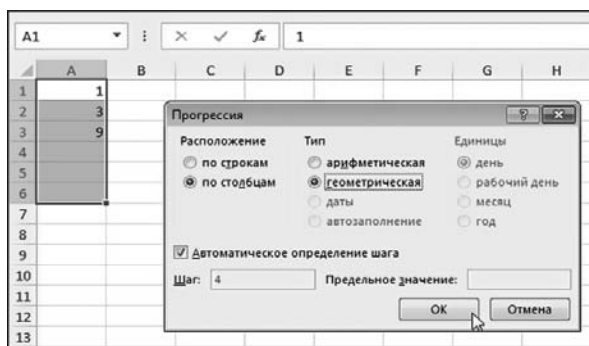 A1 fx 1
A B C D E F G H
1 1
2 3
3 9
4
5
6
7
8
9
10
11
12
13
Прогрессия
Расположение Тип Единицы
по строкам арифметическая день
по столбцам геометрическая рабочий день
даты месяц
автозаполнение год
Автоматическое определение шага
Шаг: 4 Предельное значение:
ОК Отмена